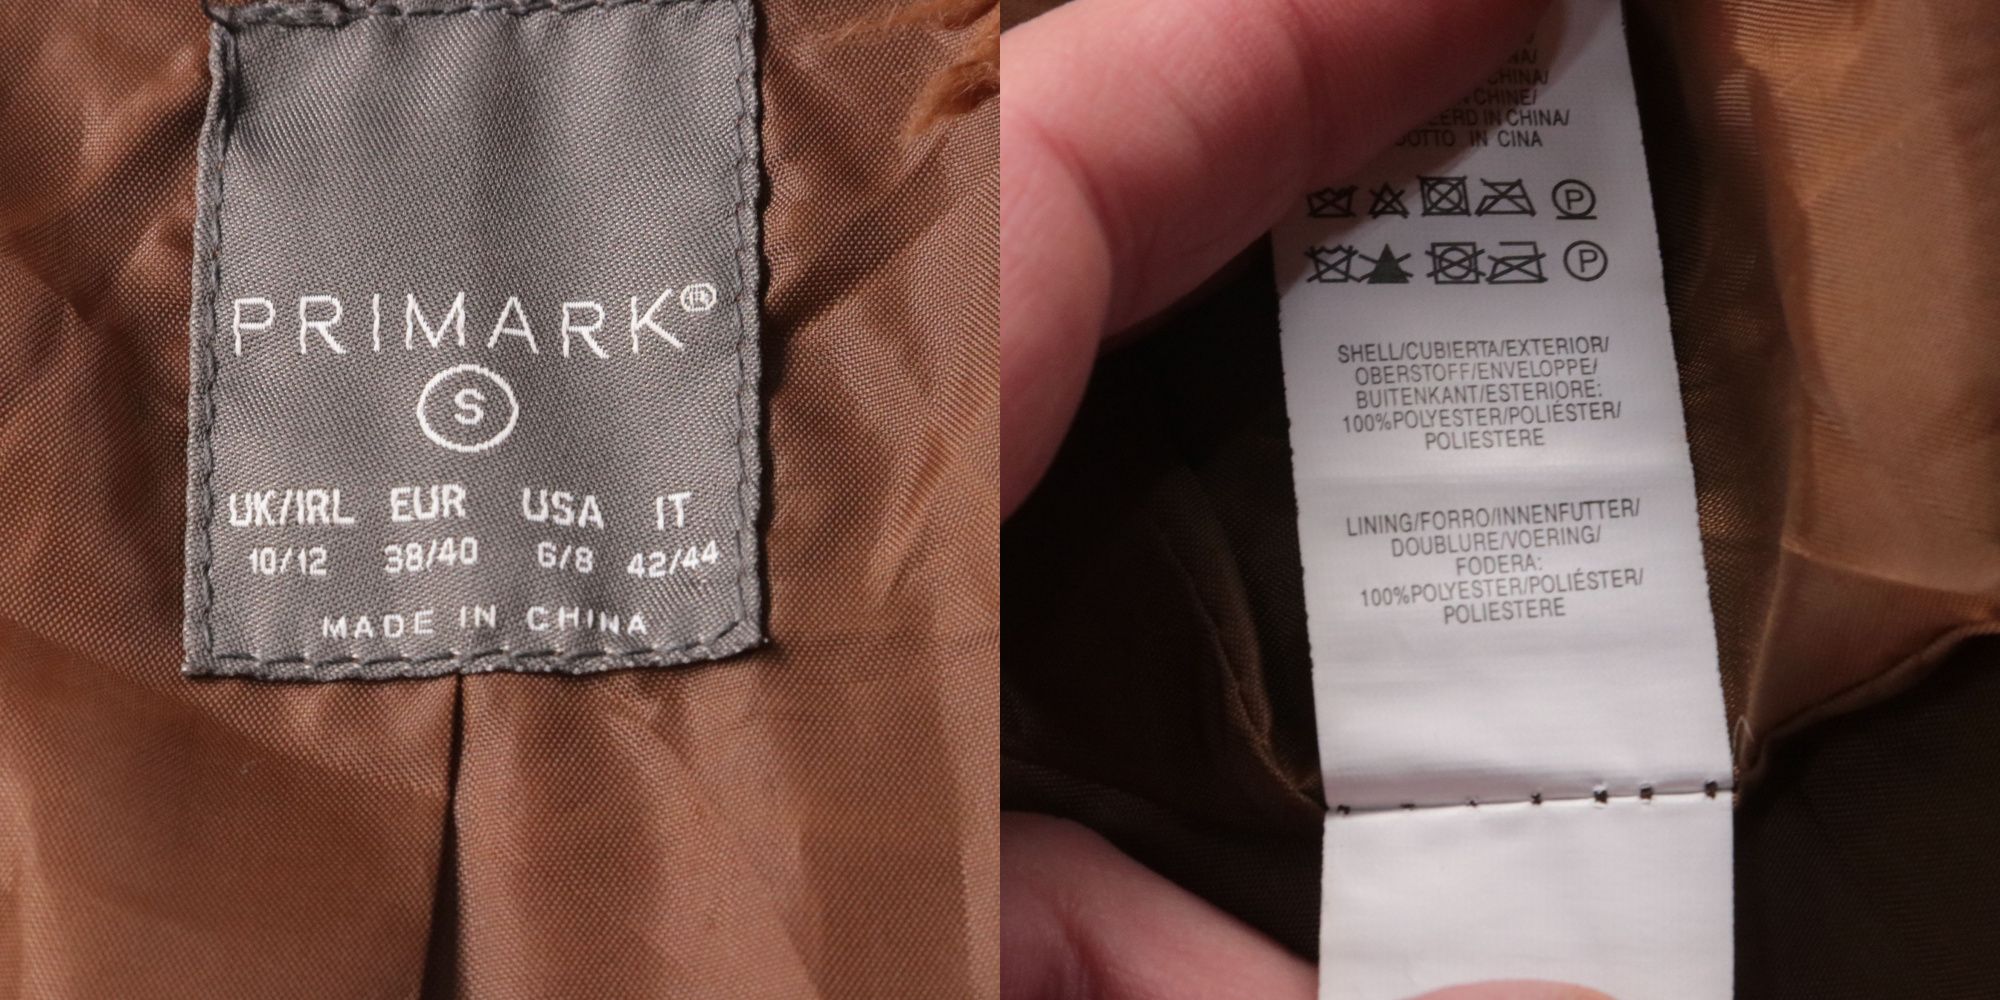 PRIMARK®
S
UK/IRL EUR USA IT
10/12 38/40 6/8 42/44
MADE IN CHINA
CHINA/
CHINE/
IN CHINA/
IN CINA
P
P
SHELL/CUBIERTA/EXTERIOR/
OBERSTOFF/ENVELOPPE/
BUITENKANT/ESTERIORE:
100%POLYESTER/POLIÉSTER/
POLIESTERE
LINING/FORRO/INNENFUTTER/
DOUBLURE/VOERING/
FODERA:
100%POLYESTER/POLIÉSTER/
POLIESTERE